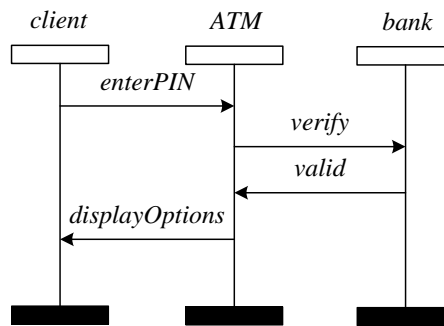 client
ATM
bank
enterPIN
verify
valid
displayOptions